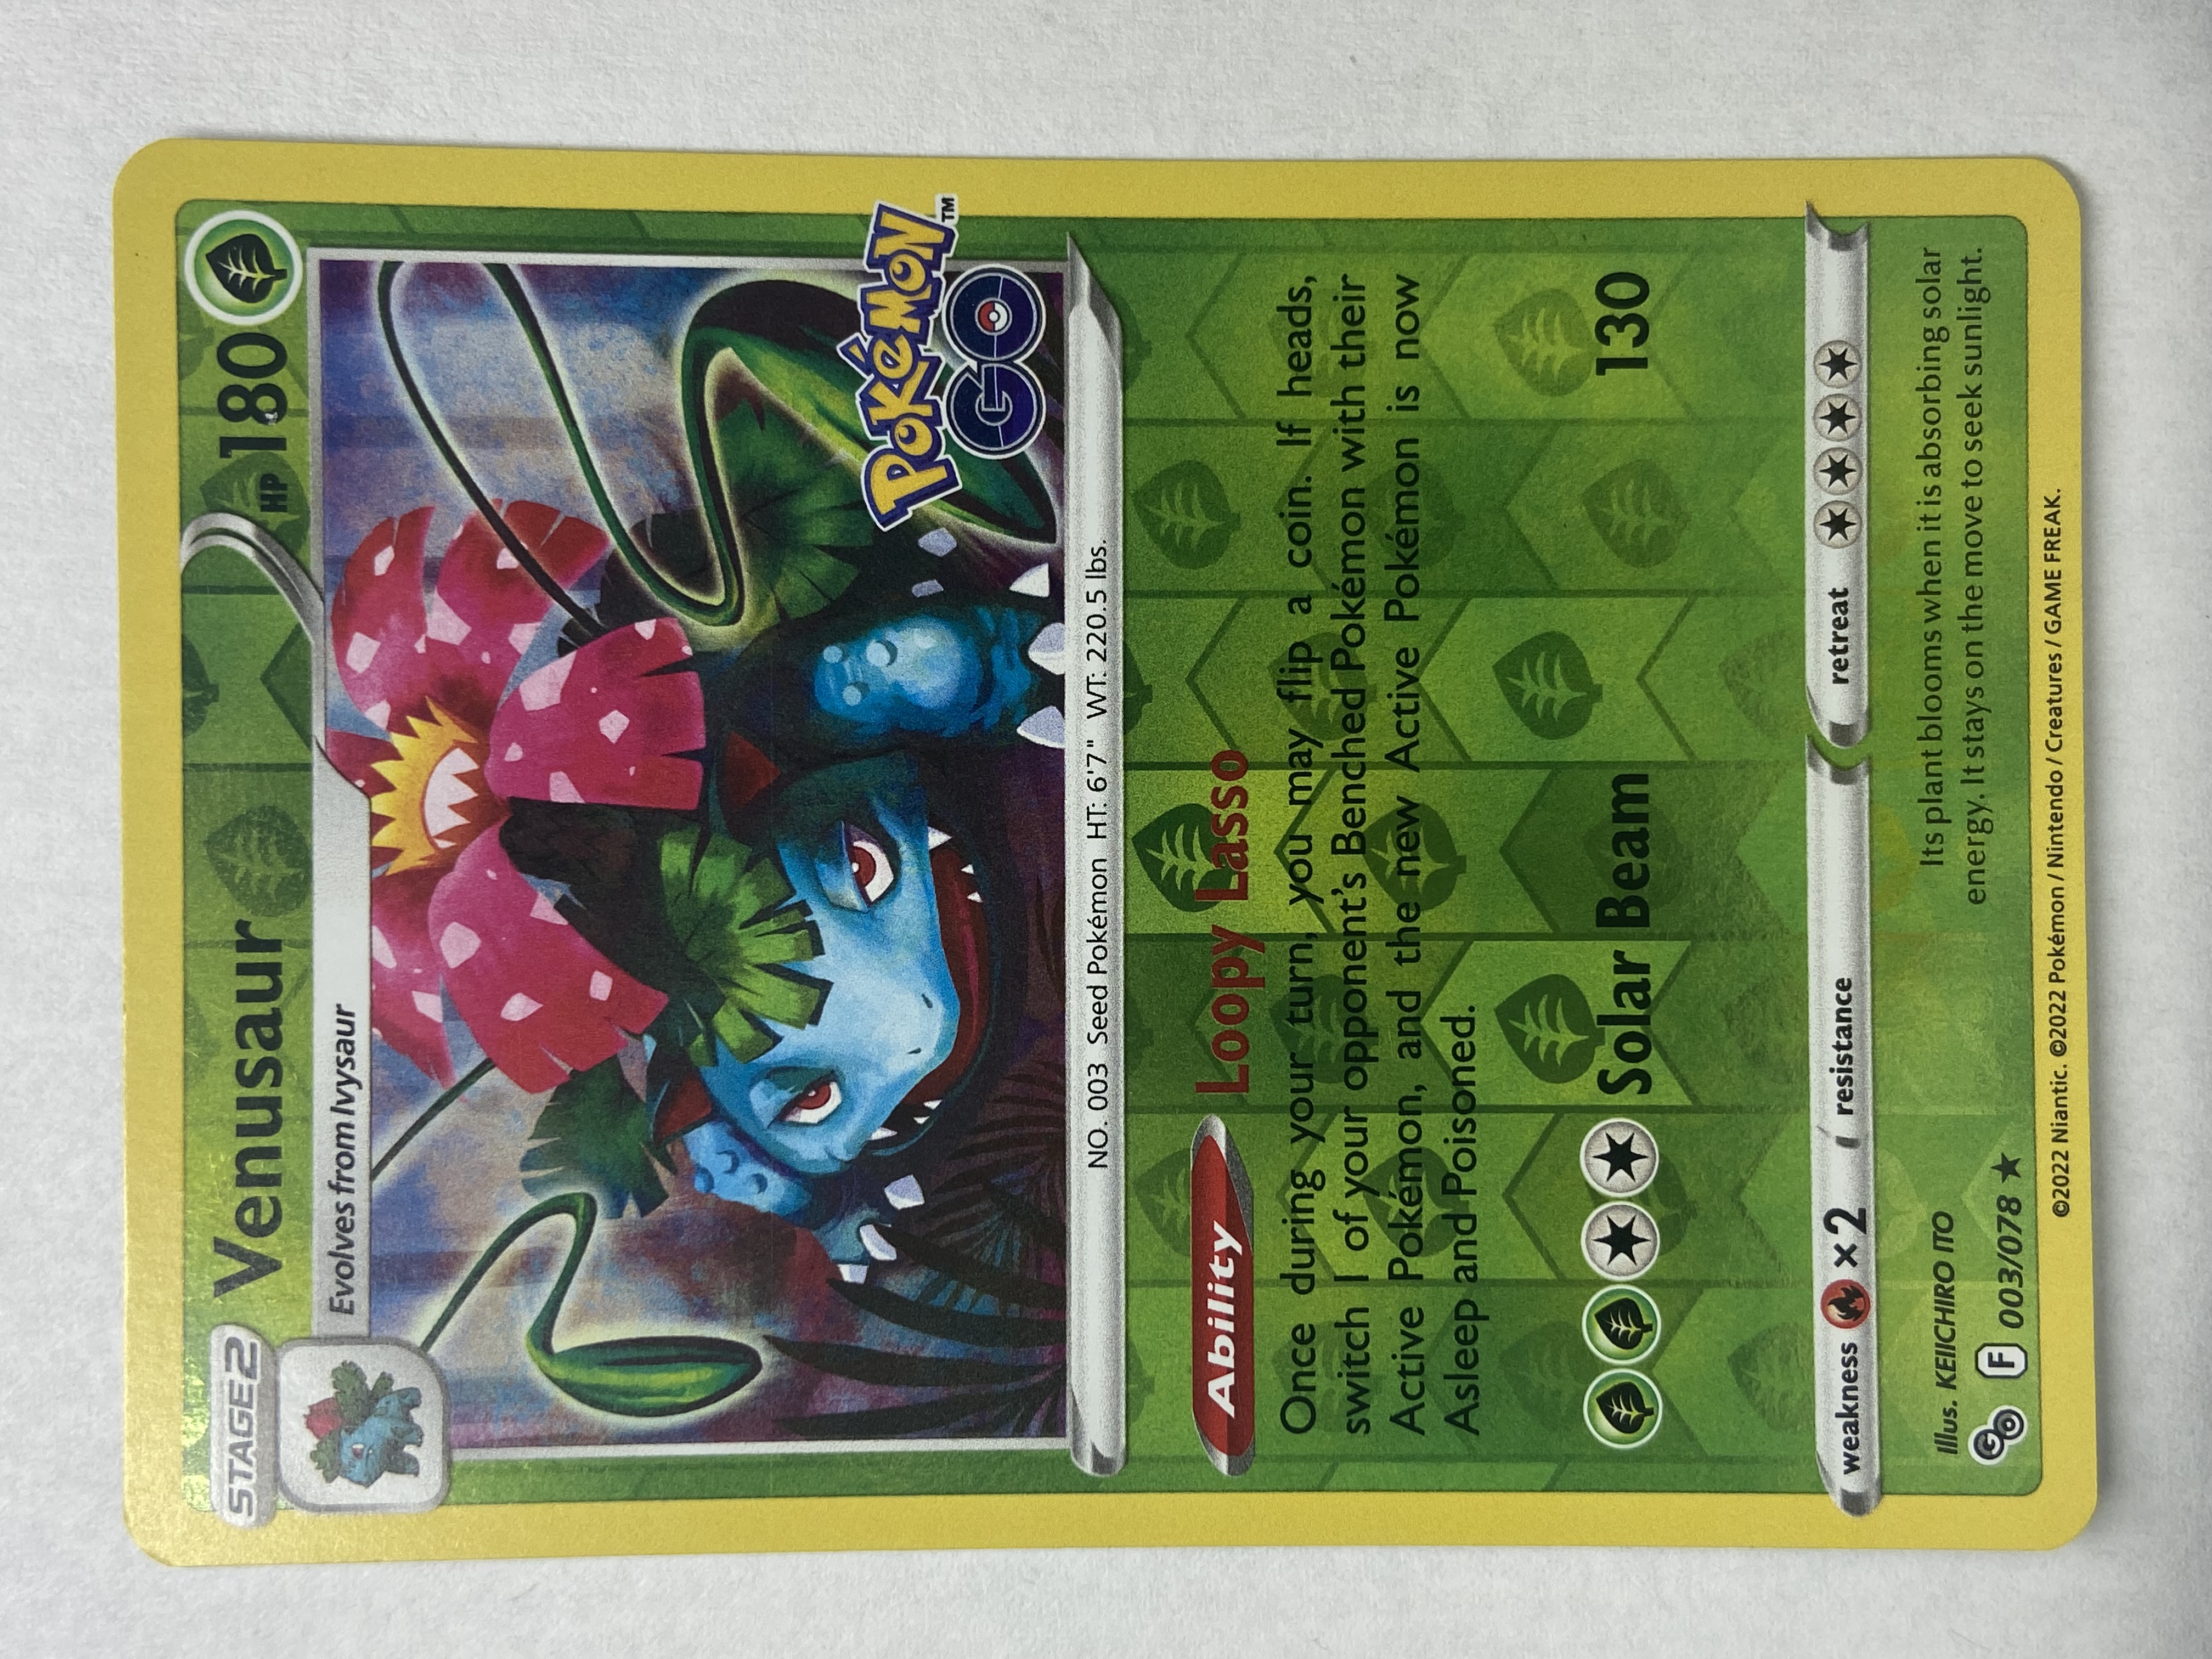 STAGE 2 Venusaur HP 180
Evolves from Ivysaur
POKéMON™
GO
NO. 003 Seed Pokémon HT: 6'7" WT: 220.5 lbs.
Ability Loopy Lasso
Once during your turn, you may flip a coin. If heads,
switch 1 of your opponent's Benched Pokémon with their
Active Pokémon, and the new Active Pokémon is now
Asleep and Poisoned.
Solar Beam 130
weakness ×2 resistance retreat
Illus. KEIICHIRO ITO
Its plant blooms when it is absorbing solar
energy. It stays on the move to seek sunlight.
GO F 003/078 ★
©2022 Niantic. ©2022 Pokémon / Nintendo / Creatures / GAME FREAK.